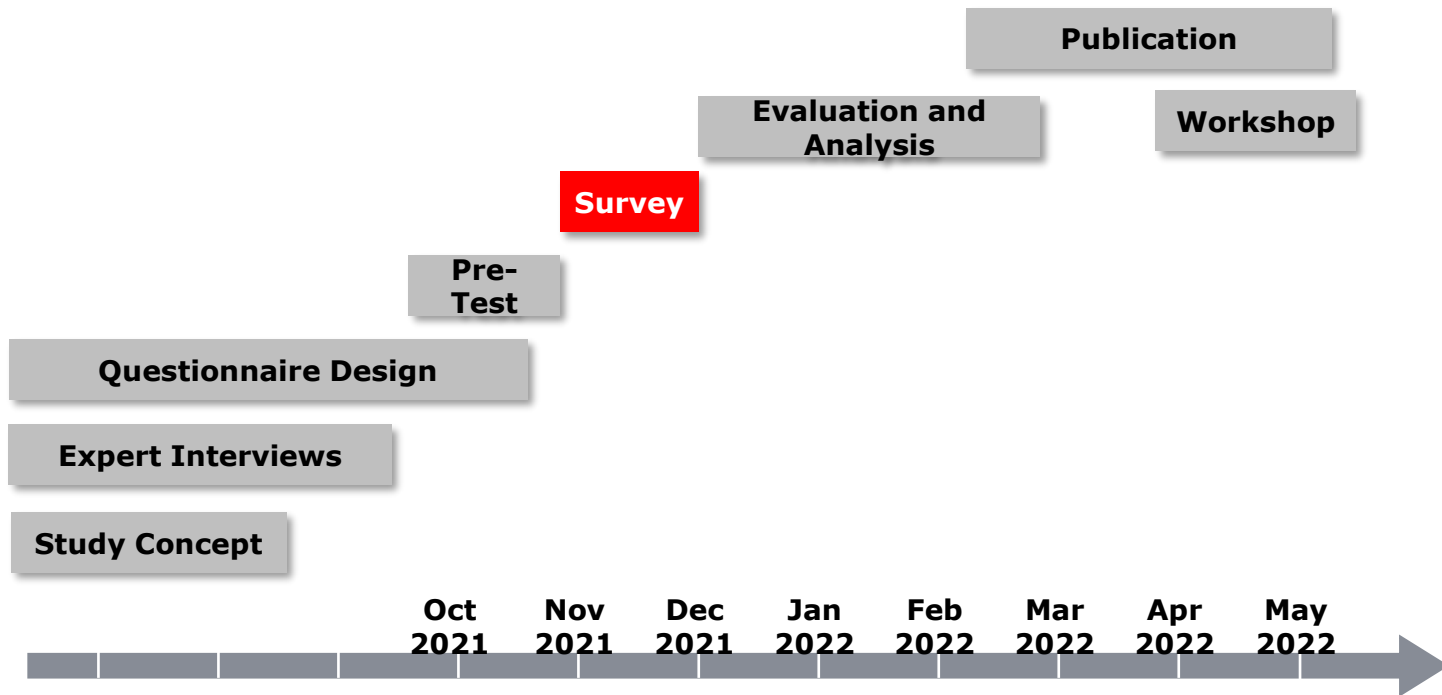 Publication
Evaluation and
Analysis
Workshop
Survey
Pre-
Test
Questionnaire Design
Expert Interviews
Study Concept
Oct Nov Dec Jan Feb Mar Apr May
2021 2021 2021 2022 2022 2022 2022 2022